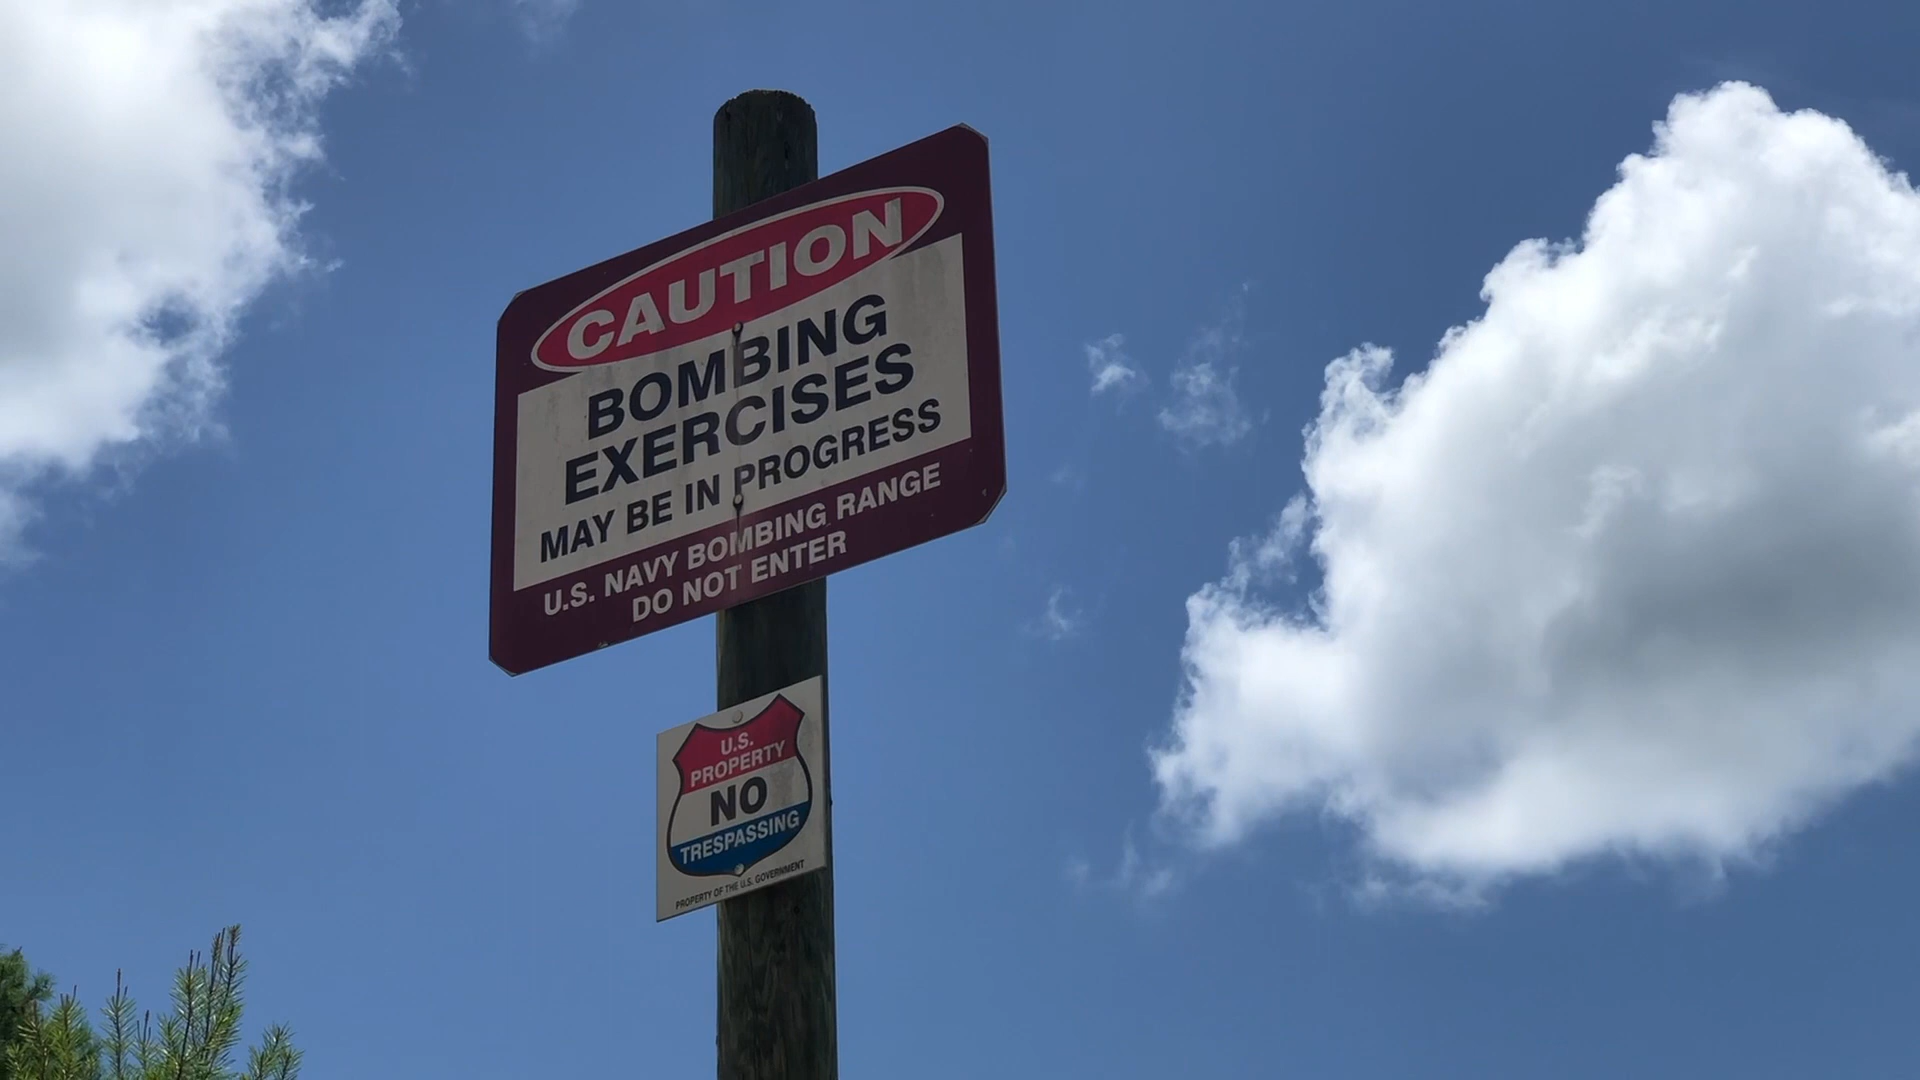 CAUTION
BOMBING
EXERCISES
MAY BE IN PROGRESS
U.S. NAVY BOMBING RANGE
DO NOT ENTER
U.S.
PROPERTY
NO
TRESPASSING
PROPERTY OF THE U.S. GOVERNMENT